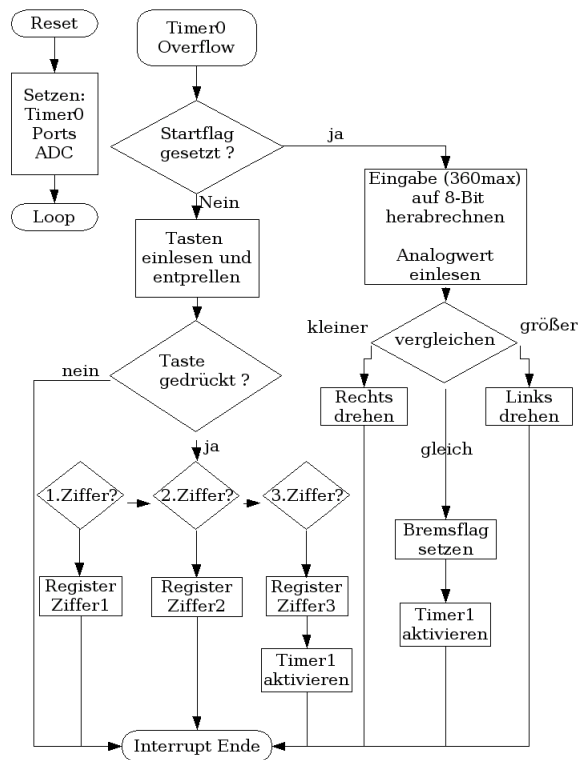 Reset
Setzen:
Timer0
Ports
ADC
Loop
Timer0
Overflow
Startflag
gesetzt ?
ja
Nein
Tasten
einlesen und
entprellen
Taste
gedrückt ?
nein
ja
1.Ziffer?
2.Ziffer?
3.Ziffer?
Register
Ziffer1
Register
Ziffer2
Register
Ziffer3
Timer1
aktivieren
Eingabe (360max)
auf 8-Bit
herabrechnen
Analogwert
einlesen
vergleichen
kleiner
größer
Rechts
drehen
Links
drehen
gleich
Bremsflag
setzen
Timer1
aktivieren
Interrupt Ende